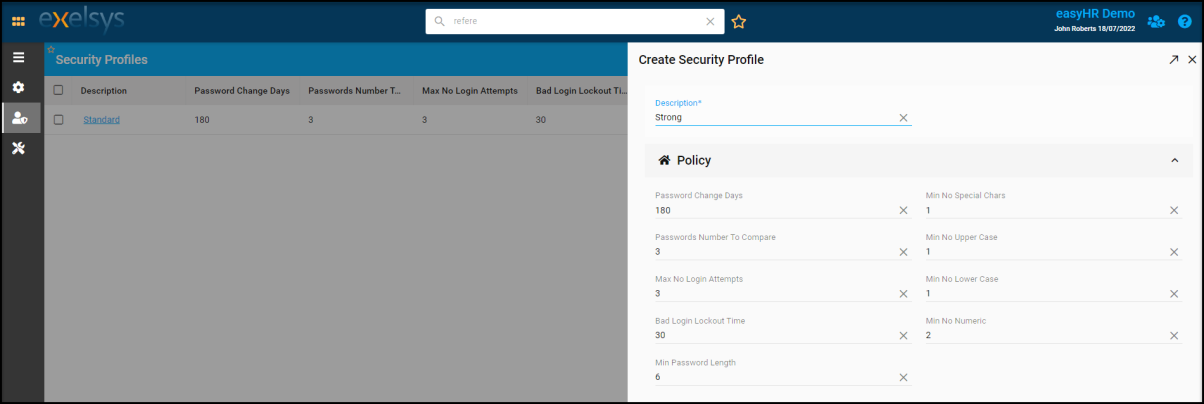 exelsys
refere
easyHR Demo
John Roberts 18/07/2022
Security Profiles
Description Password Change Days Passwords Number T... Max No Login Attempts Bad Login Lockout Ti...
Standard 180 3 3 30
Create Security Profile
Description*
Strong
Policy
Password Change Days Min No Special Chars
180 1
Passwords Number To Compare Min No Upper Case
3 1
Max No Login Attempts Min No Lower Case
3 1
Bad Login Lockout Time Min No Numeric
30 2
Min Password Length
6